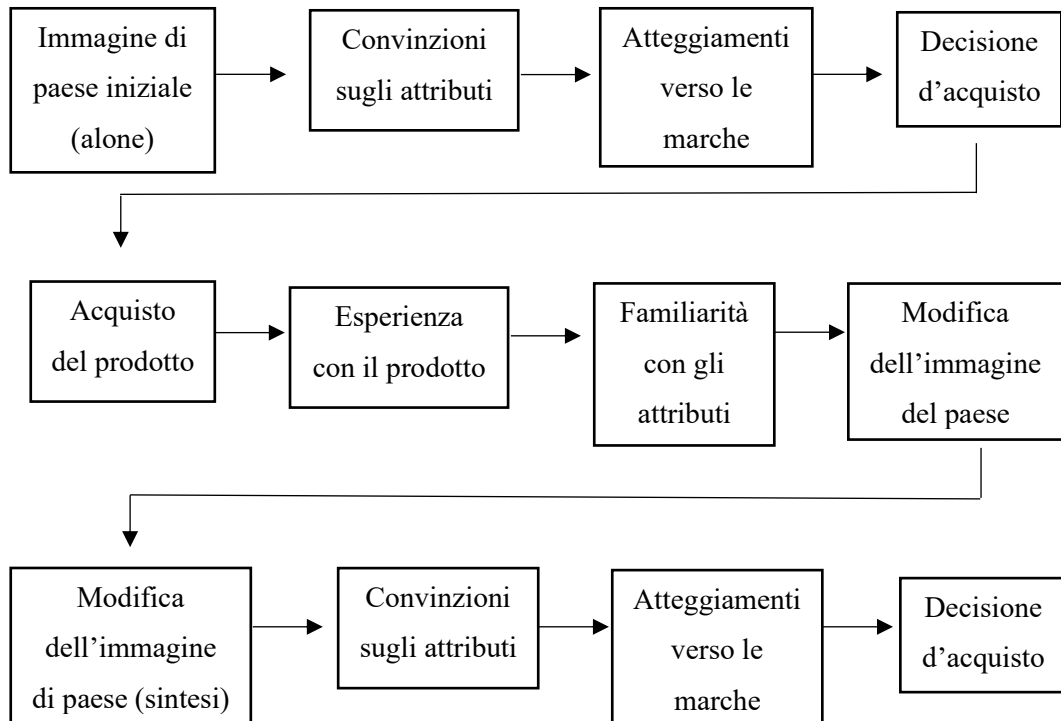 Immagine di
paese iniziale
(alone)
Convinzioni
sugli attributi
Atteggiamenti
verso le
marche
Decisione
d’acquisto
Acquisto
del prodotto
Esperienza
con il prodotto
Familiarità
con gli
attributi
Modifica
dell’immagine
del paese
Modifica
dell’immagine
di paese (sintesi)
Convinzioni
sugli attributi
Atteggiamenti
verso le
marche
Decisione
d’acquisto